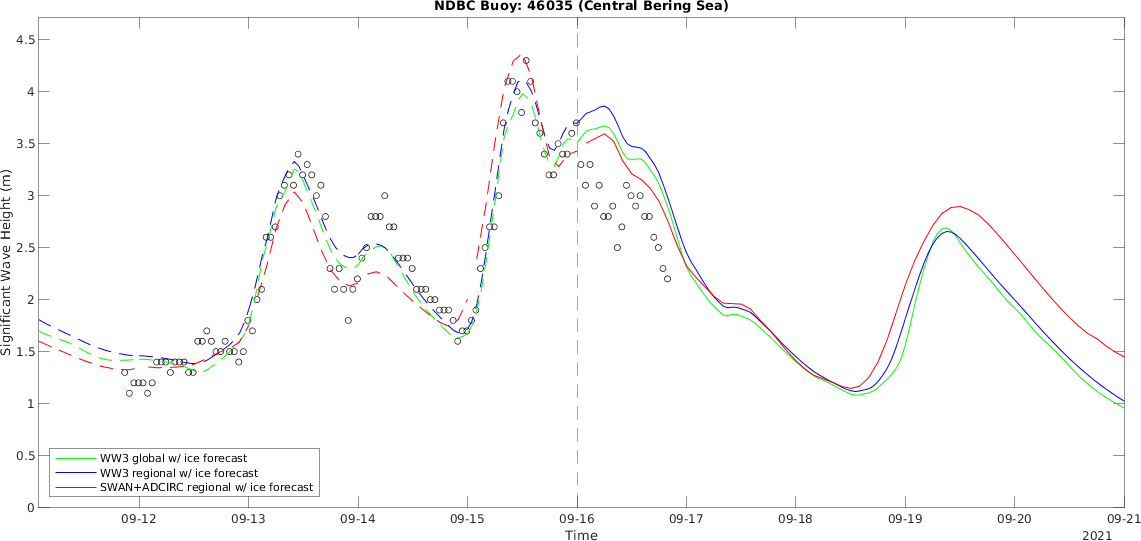 NDBC Buoy: 46035 (Central Bering Sea)
4.5
4
3.5
3
2.5
2
1.5
1
0.5
0
Significant Wave Height (m)
WW3 global w/ ice forecast
WW3 regional w/ ice forecast
SWAN+ADCIRC regional w/ ice forecast
09-12 09-13 09-14 09-15 09-16 09-17 09-18 09-19 09-20 09-21
Time
2021